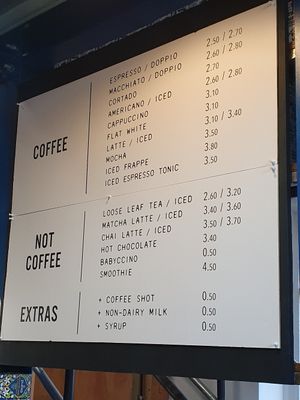 COFFEE
ESPRESSO / DOPPIO 2.50 / 2.70
MACCHIATO / DOPPIO 2.60 / 2.80
CORTADO 2.70
AMERICANO / ICED 2.60 / 2.80
CAPPUCCINO 3.10
FLAT WHITE 3.10
LATTE / ICED 3.10 / 3.40
MOCHA 3.50
ICED FRAPPE 3.80
ICED ESPRESSO TONIC 3.50
NOT COFFEE
LOOSE LEAF TEA / ICED 2.60 / 3.20
MATCHA LATTE / ICED 3.40 / 3.60
CHAI LATTE / ICED 3.50 / 3.70
HOT CHOCOLATE 3.40
BABYCCINO 0.50
SMOOTHIE 4.50
EXTRAS
+ COFFEE SHOT 0.50
+ NON-DAIRY MILK 0.50
+ SYRUP 0.50